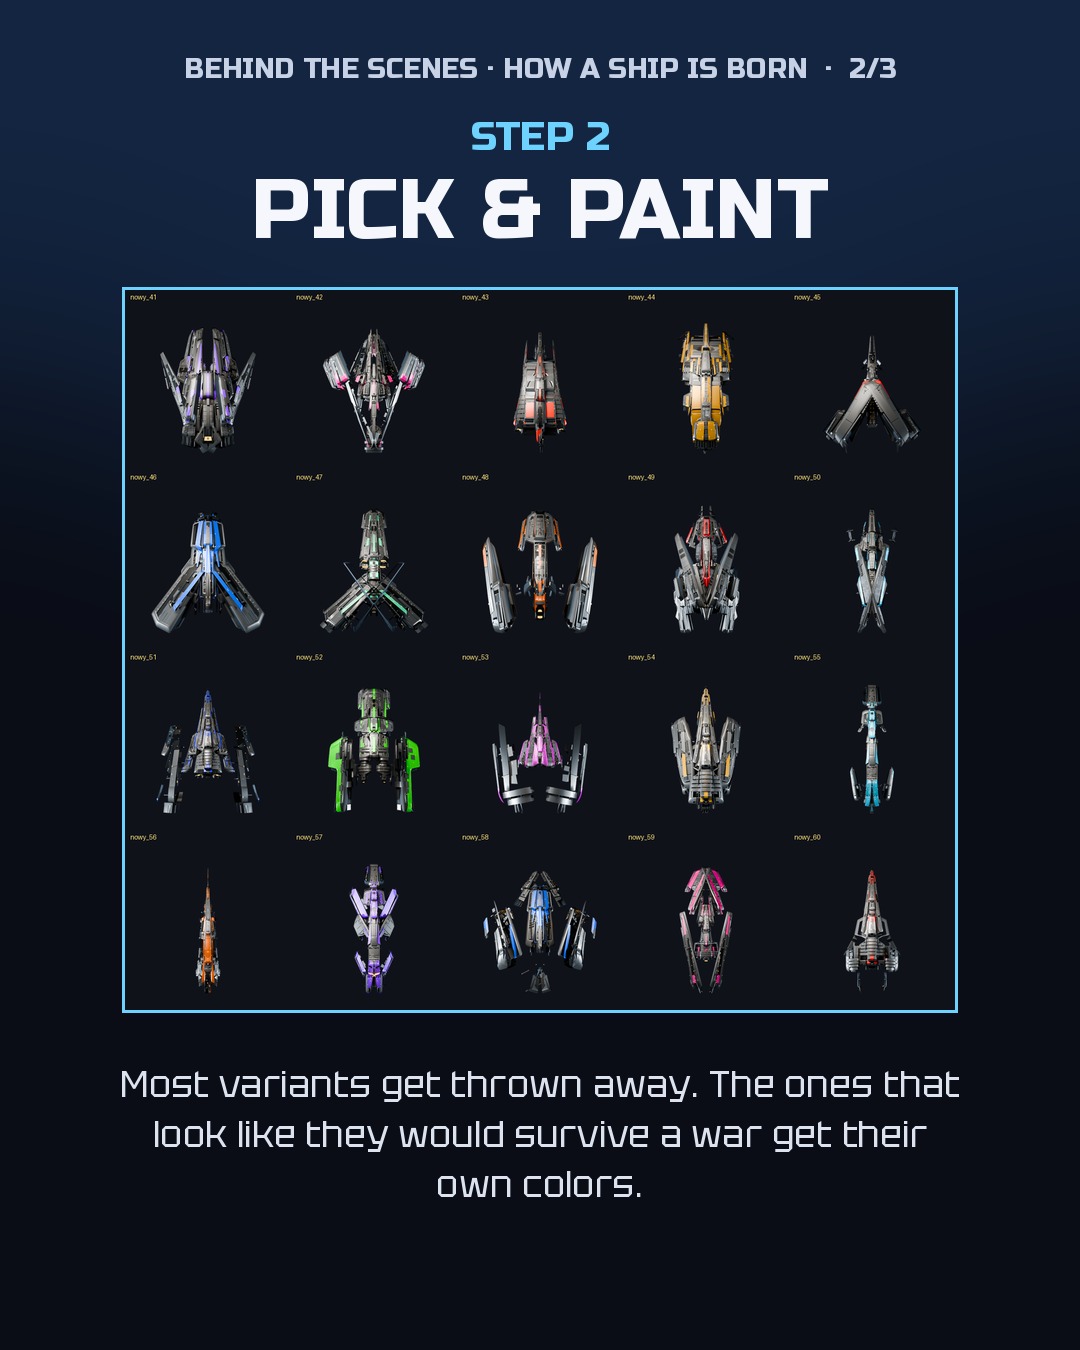 BEHIND THE SCENES · HOW A SHIP IS BORN · 2/3
STEP 2
PICK & PAINT
nowy_41 nowy_42 nowy_43 nowy_44 nowy_45
nowy_46 nowy_47 nowy_48 nowy_49 nowy_50
nowy_51 nowy_52 nowy_53 nowy_54 nowy_55
nowy_56 nowy_57 nowy_58 nowy_59 nowy_60
Most variants get thrown away. The ones that
look like they would survive a war get their
own colors.